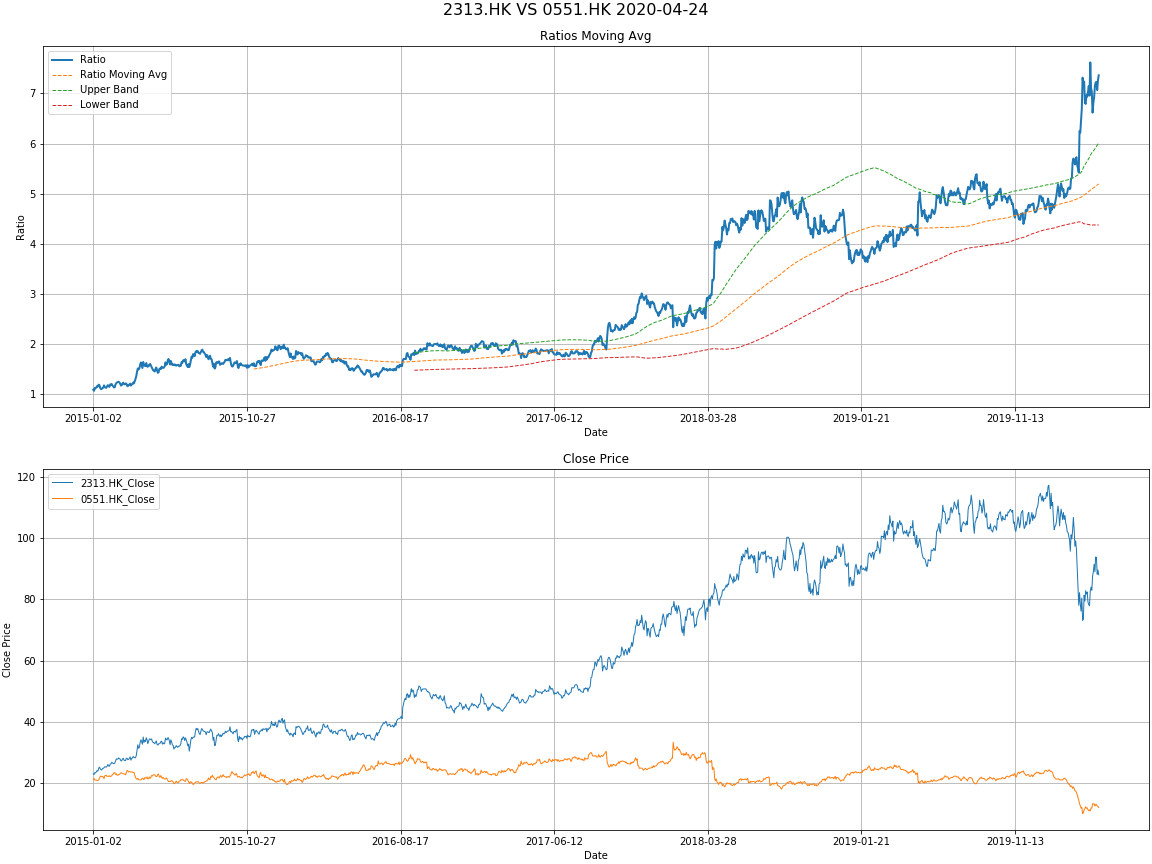 2313.HK VS 0551.HK 2020-04-24
Ratios Moving Avg
Ratio
Ratio Moving Avg
Upper Band
Lower Band
Ratio
7
6
5
4
3
2
1
2015-01-02 2015-10-27 2016-08-17 2017-06-12 2018-03-28 2019-01-21 2019-11-13
Date
Close Price
2313.HK_Close
0551.HK_Close
Close Price
120
100
80
60
40
20
2015-01-02 2015-10-27 2016-08-17 2017-06-12 2018-03-28 2019-01-21 2019-11-13
Date